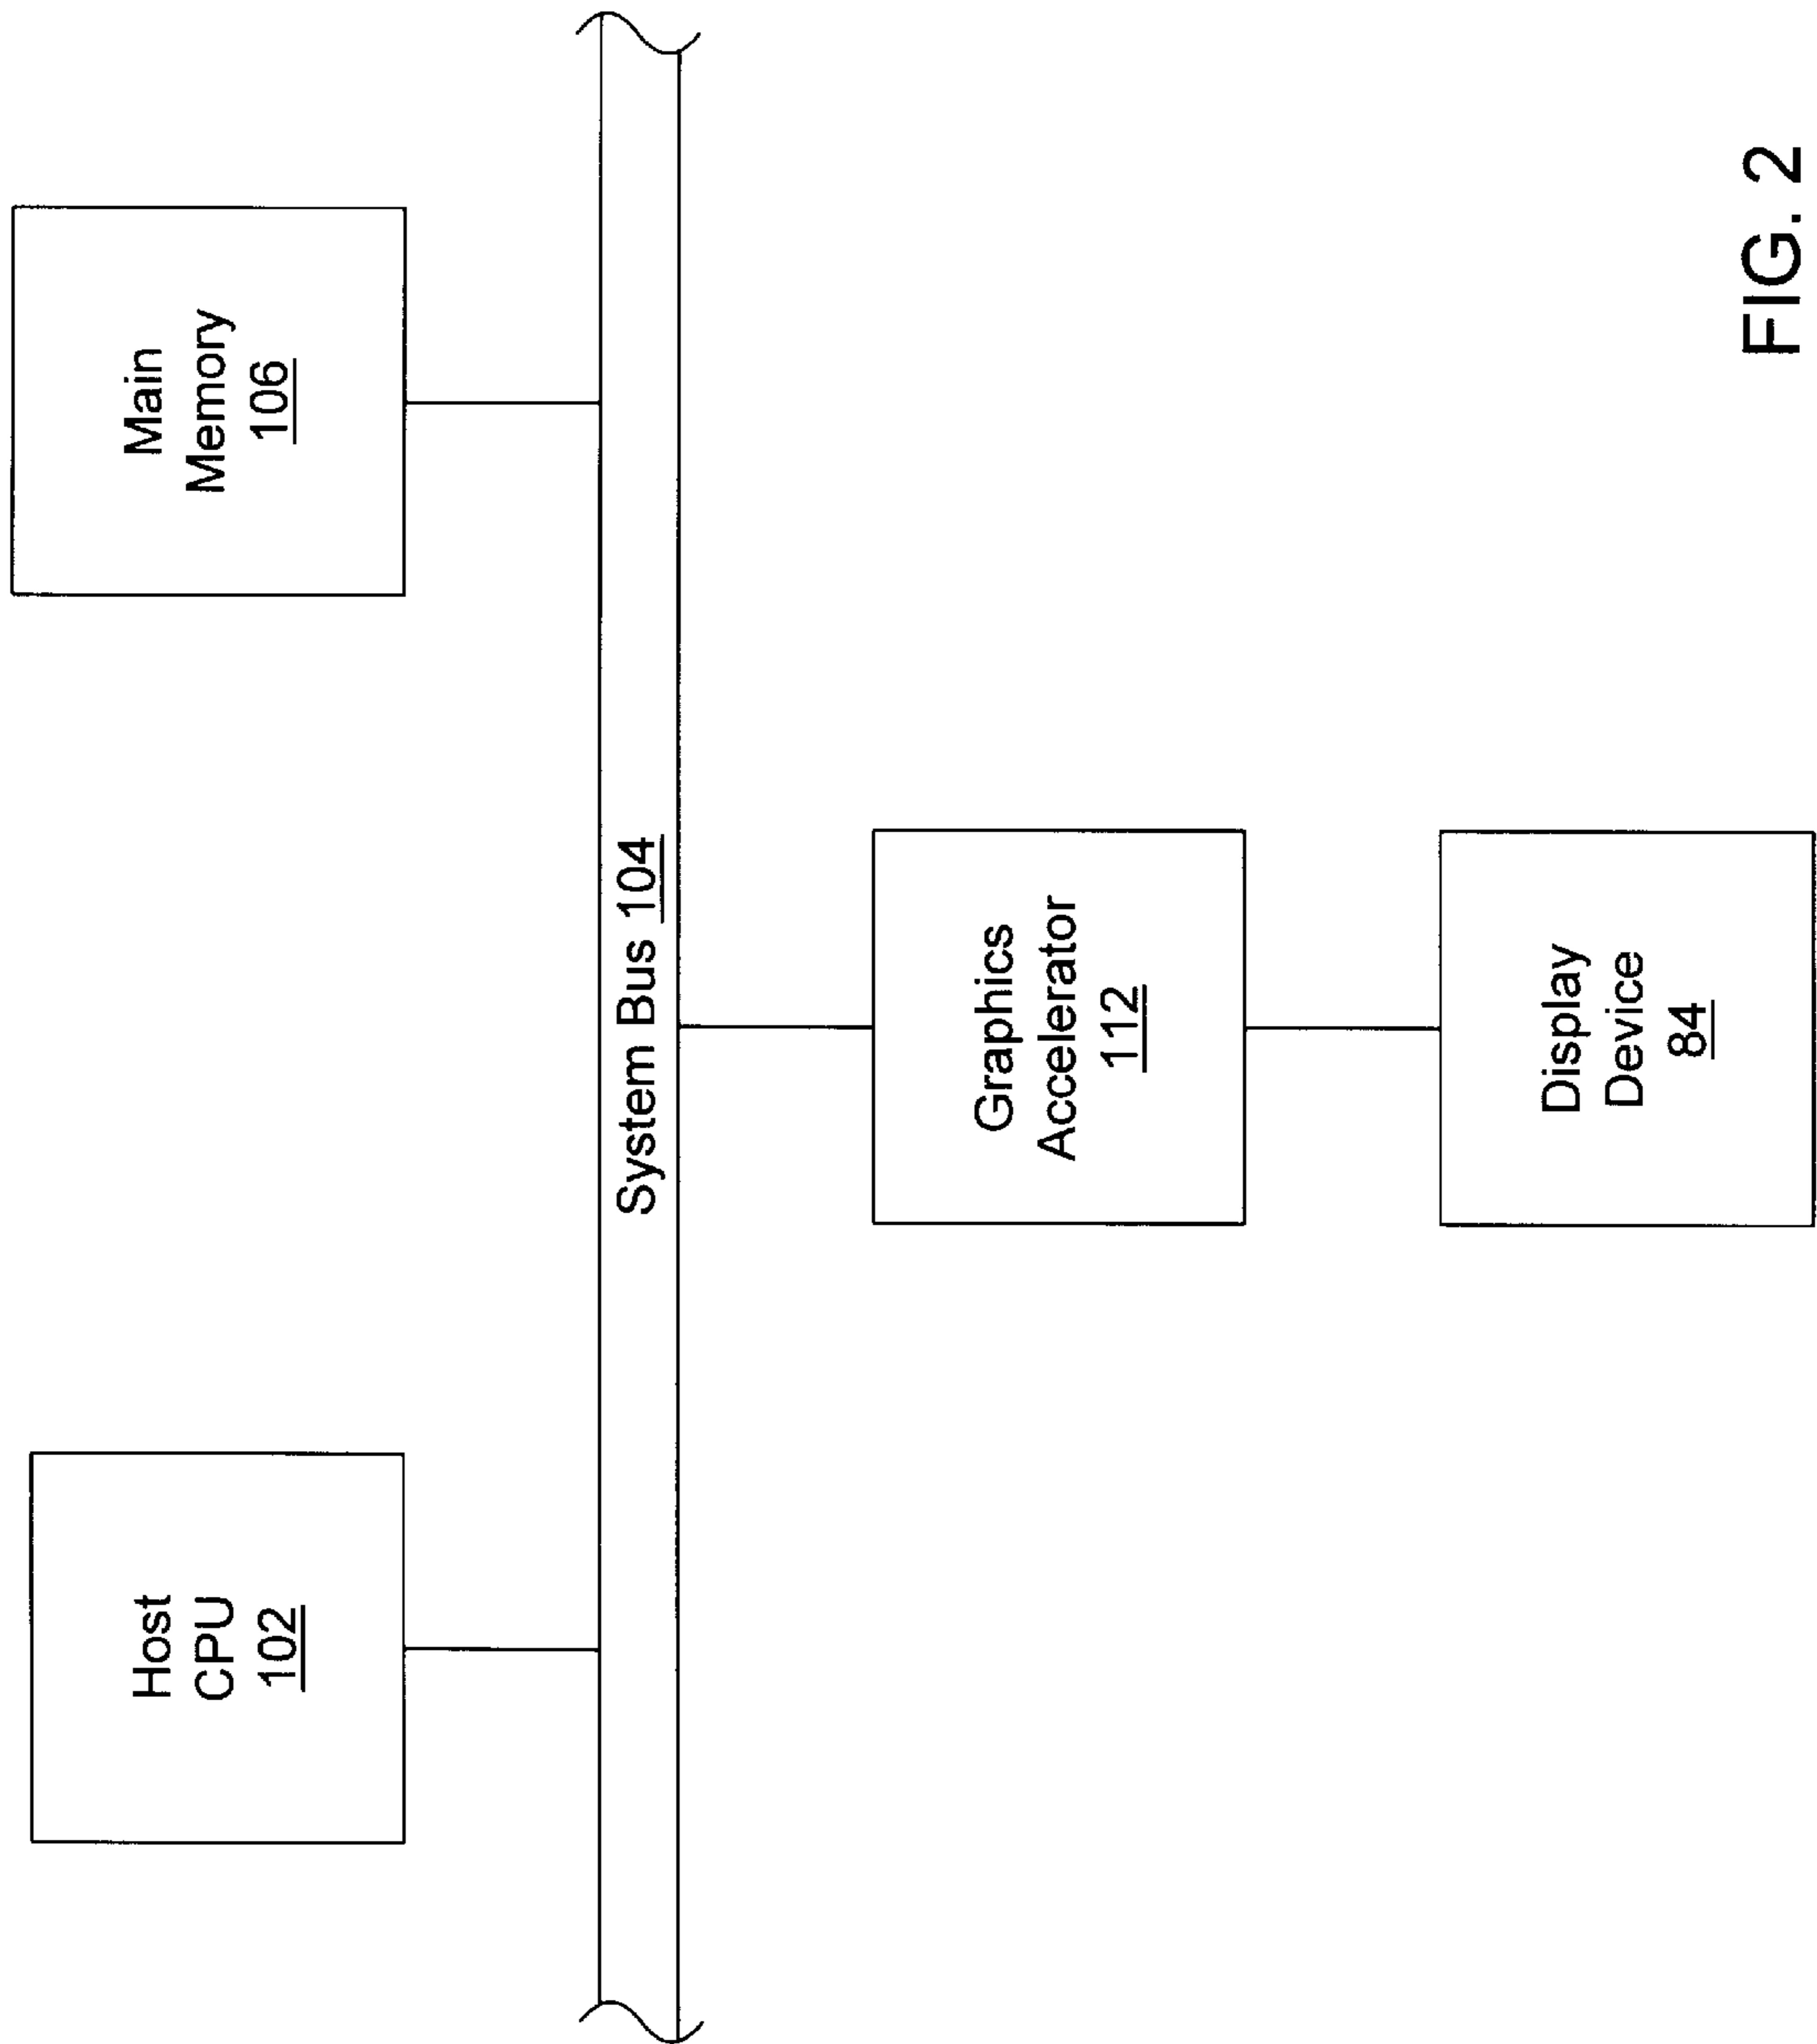 Host
CPU
102
Main
Memory
106
System Bus 104
Graphics
Accelerator
112
Display
Device
84
FIG. 2